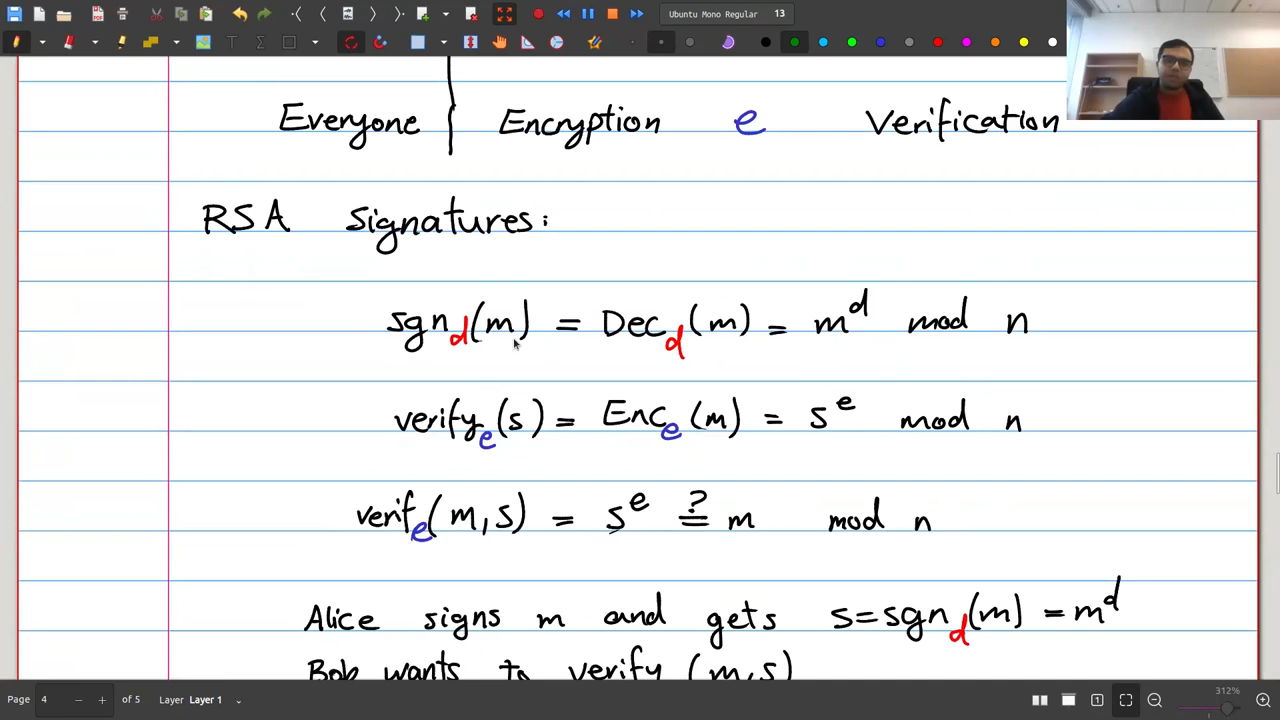 Ubuntu Mono Regular 13
Everyone Encryption e Verification
RSA Signatures:
sgn_d(m) = Dec_d(m) = m^d mod n
verify_e(s) = Enc_e(m) = s^e mod n
verif_e(m,s) = s^e ?= m mod n
Alice signs m and gets s=sgn_d(m) = m^d
Bob wants to verify (m,s)
Page 4 of 5 Layer Layer 1 312%